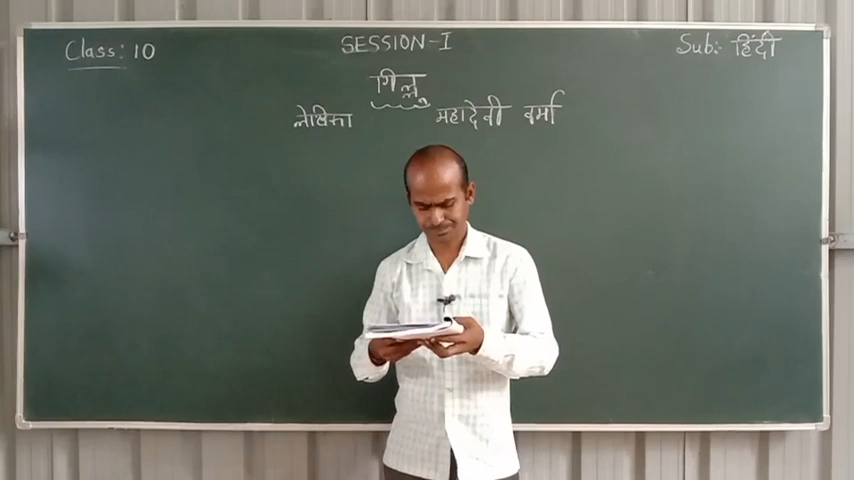 Class: 10 SESSION-I Sub:- हिंदी
गिल्लू
लेखिका महादेवी वर्मा